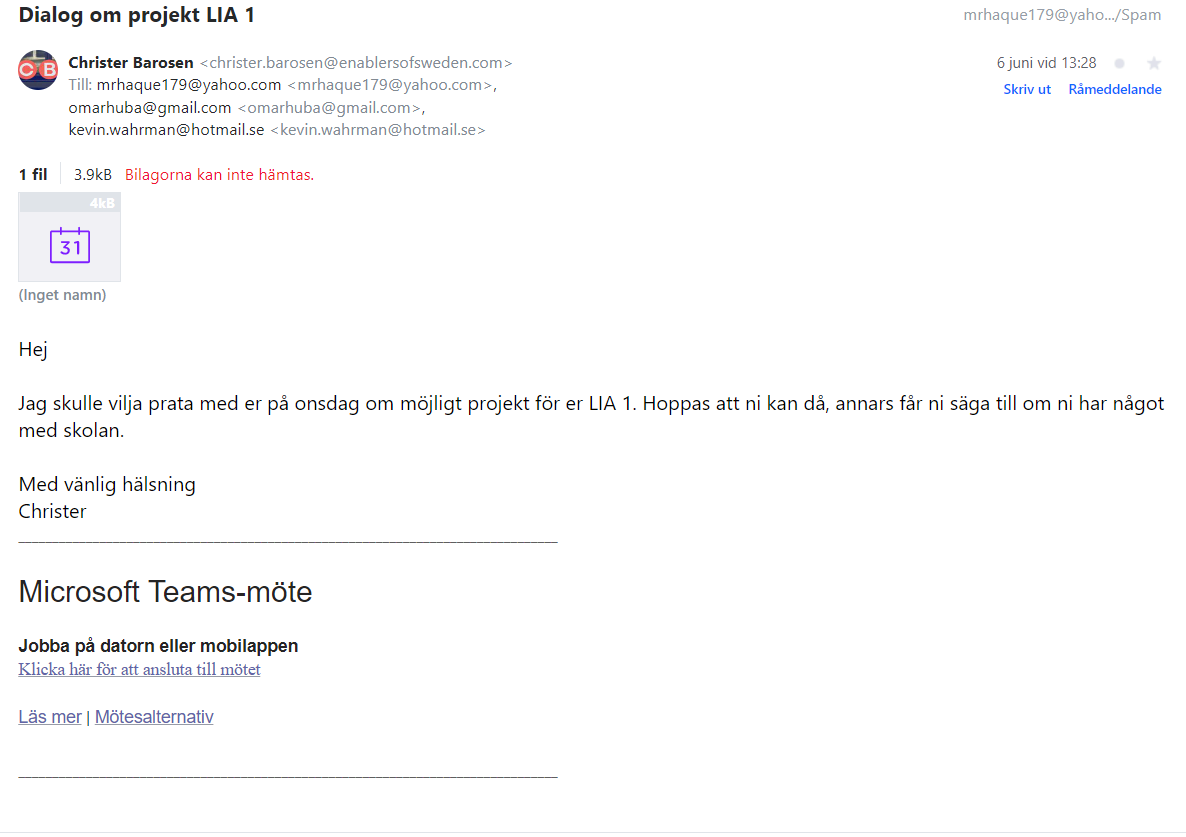 Dialog om projekt LIA 1
mrhaque179@yaho.../Spam
CB
Christer Barosen <christer.barosen@enablersofsweden.com>
6 juni vid 13:28
Till: mrhaque179@yahoo.com <mrhaque179@yahoo.com>,
Skriv ut Råmeddelande
omarhuba@gmail.com <omarhuba@gmail.com>,
kevin.wahrman@hotmail.se <kevin.wahrman@hotmail.se>
1 fil 3.9kB Bilagorna kan inte hämtas.
4kB
31
(Inget namn)
Hej
Jag skulle vilja prata med er på onsdag om möjligt projekt för er LIA 1. Hoppas att ni kan då, annars får ni säga till om ni har något
med skolan.
Med vänlig hälsning
Christer
Microsoft Teams-möte
Jobba på datorn eller mobilappen
Klicka här för att ansluta till mötet
Läs mer | Mötesalternativ